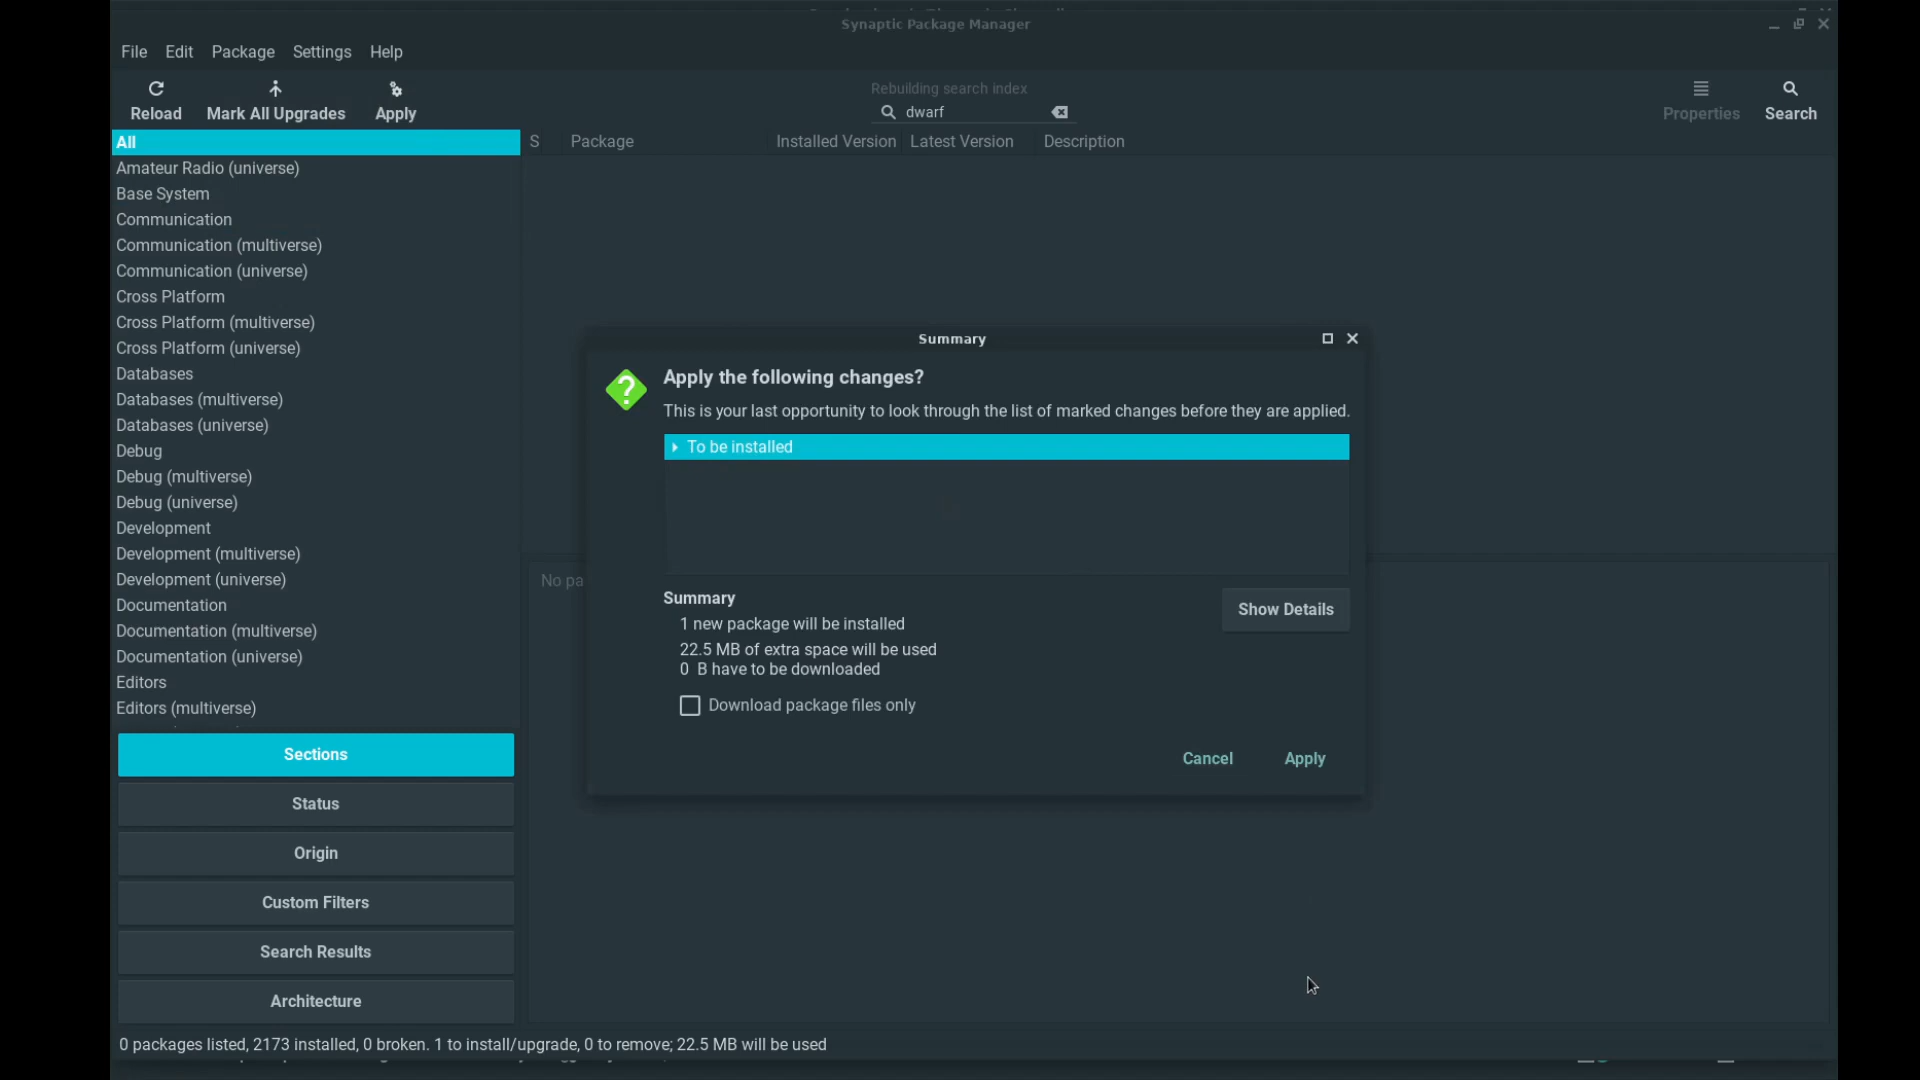 Synaptic Package Manager
File Edit Package Settings Help
Rebuilding search index
Reload Mark All Upgrades Apply
dwarf
Properties Search
All
S Package Installed Version Latest Version Description
Amateur Radio (universe)
Base System
Communication
Communication (multiverse)
Communication (universe)
Cross Platform
Cross Platform (multiverse)
Cross Platform (universe)
Databases
Databases (multiverse)
Databases (universe)
Debug
Debug (multiverse)
Debug (universe)
Development
Development (multiverse)
Development (universe)
Documentation
Documentation (multiverse)
Documentation (universe)
Editors
Editors (multiverse)
Sections
Status
Origin
Custom Filters
Search Results
Architecture
No pa
Summary
Apply the following changes?
This is your last opportunity to look through the list of marked changes before they are applied.
To be installed
Summary
Show Details
1 new package will be installed
22.5 MB of extra space will be used
0 B have to be downloaded
Download package files only
Cancel Apply
0 packages listed, 2173 installed, 0 broken. 1 to install/upgrade, 0 to remove; 22.5 MB will be used